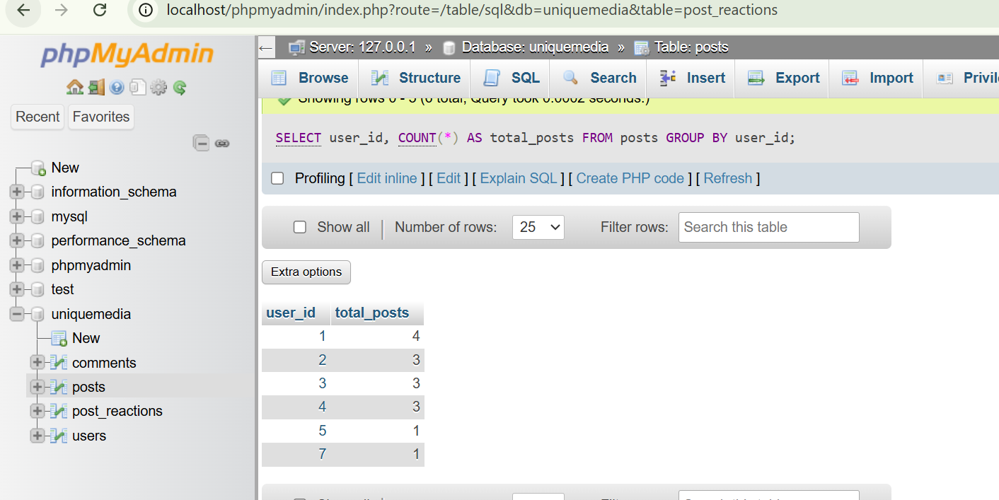 localhost/phpmyadmin/index.php?route=/table/sql&db=uniquemedia&table=post_reactions
phpMyAdmin
Recent Favorites
New
information_schema
mysql
performance_schema
phpmyadmin
test
uniquemedia
New
comments
posts
post_reactions
users
Server: 127.0.0.1 » Database: uniquemedia » Table: posts
Browse Structure SQL Search Insert Export Import
SELECT user_id, COUNT(*) AS total_posts FROM posts GROUP BY user_id;
Profiling [ Edit inline ] [ Edit ] [ Explain SQL ] [ Create PHP code ] [ Refresh ]
Show all | Number of rows: 25 Filter rows: Search this table
Extra options
user_id total_posts
1 4
2 3
3 3
4 3
5 1
7 1